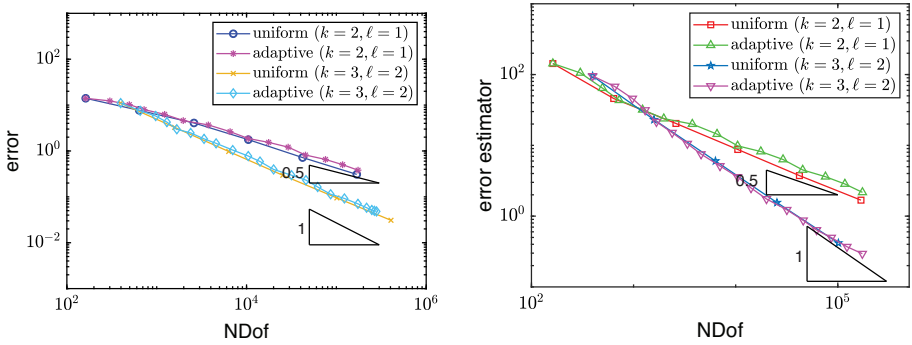 10^2
10^0
10^{-2}
error
uniform (k = 2, ℓ = 1)
adaptive (k = 2, ℓ = 1)
uniform (k = 3, ℓ = 2)
adaptive (k = 3, ℓ = 2)
0.5
1
10^2
10^4
10^6
NDof
10^2
10^0
error estimator
uniform (k = 2, ℓ = 1)
adaptive (k = 2, ℓ = 1)
uniform (k = 3, ℓ = 2)
adaptive (k = 3, ℓ = 2)
0.5
1
10^2
10^5
NDof